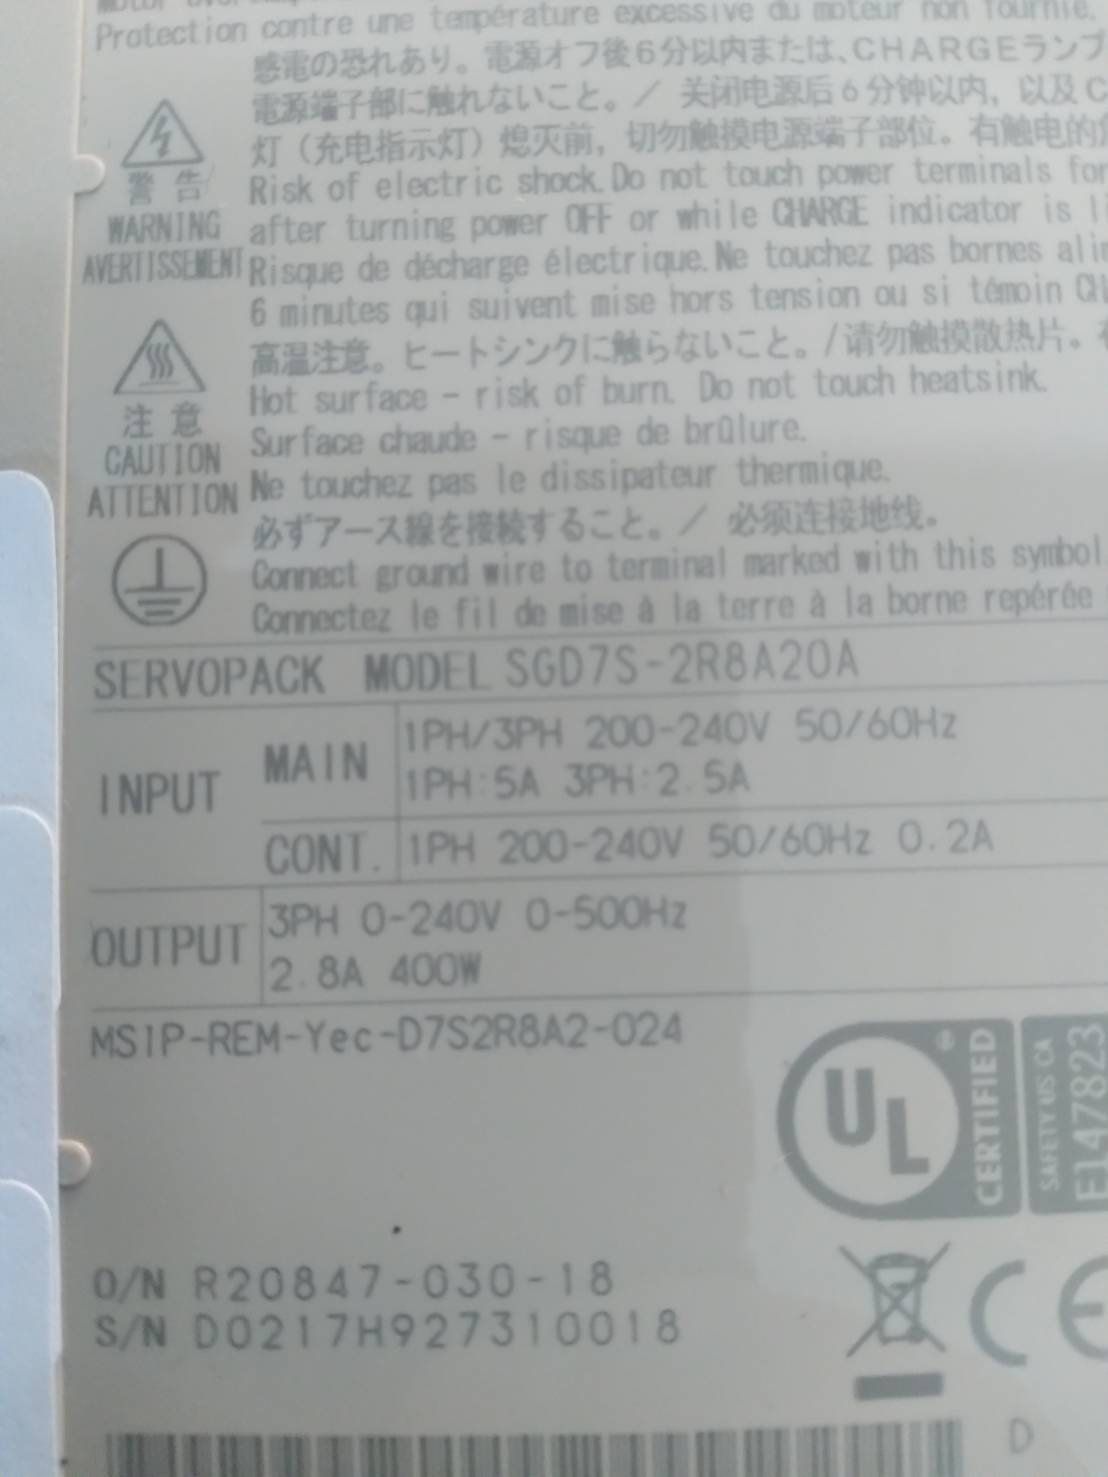 Protection contre une température excessive du moteur non fournie.
感電の恐れあり。電源オフ後6分以内または、CHARGEランプ
電源端子部に触れないこと。/ 关闭电源后6分钟以内, 以及C
灯(充电指示灯)熄灭前, 切勿触摸电源端子部位。有触电的危
警告
Risk of electric shock. Do not touch power terminals for
WARNING
after turning power OFF or while CHARGE indicator is li
AVERTISSEMENT
Risque de décharge électrique. Ne touchez pas bornes alim
6 minutes qui suivent mise hors tension ou si témoin CH
高温注意。ヒートシンクに触らないこと。/请勿触摸散热片。
Hot surface - risk of burn. Do not touch heatsink.
注意
CAUTION
Surface chaude - risque de brûlure.
ATTENTION
Ne touchez pas le dissipateur thermique.
必ずアース線を接続すること。/ 必须连接地线。
Connect ground wire to terminal marked with this symbol
Connectez le fil de mise à la terre à la borne repérée
SERVOPACK MODEL SGD7S-2R8A20A
INPUT MAIN 1PH/3PH 200-240V 50/60Hz
1PH:5A 3PH:2.5A
CONT. 1PH 200-240V 50/60Hz 0.2A
OUTPUT 3PH 0-240V 0-500Hz
2.8A 400W
MSIP-REM-Yec-D7S2R8A2-024
UL CERTIFIED
SAFETY US CA
E147823
O/N R20847-030-18
S/N D0217H927310018
CE
D